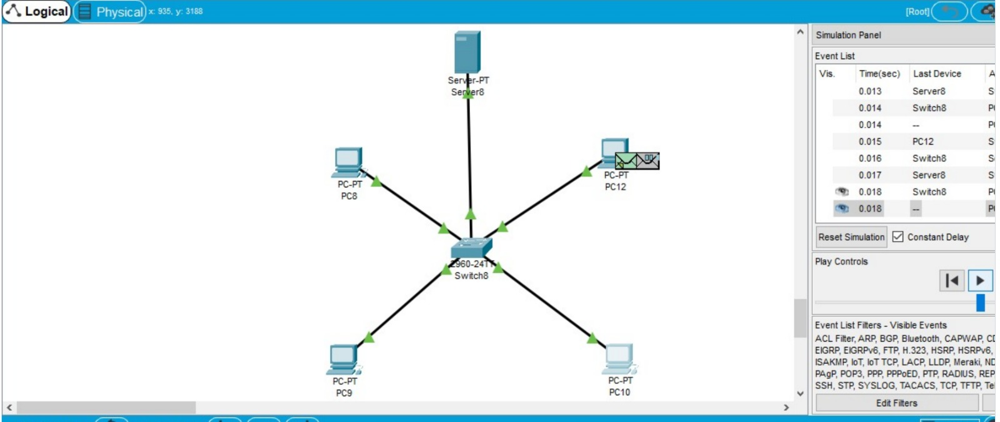 Logical Physical x: 935, y: 3188 [Root]
Server-PT
Server8
PC-PT
PC8
PC-PT
PC12
2960-24TT
Switch8
PC-PT
PC9
PC-PT
PC10
Simulation Panel
Event List
Vis. Time(sec) Last Device A
0.013 Server8 S
0.014 Switch8 P
0.014 -- P
0.015 PC12 S
0.016 Switch8 S
0.017 Server8 S
0.018 Switch8 P
0.018 -- P
Reset Simulation Constant Delay
Play Controls
Event List Filters - Visible Events
ACL Filter, ARP, BGP, Bluetooth, CAPWAP, CD
EIGRP, EIGRPv6, FTP, H.323, HSRP, HSRPv6,
ISAKMP, IoT, IoT TCP, LACP, LLDP, Meraki, ND
PAgP, POP3, PPP, PPPoED, PTP, RADIUS, REP
SSH, STP, SYSLOG, TACACS, TCP, TFTP, Tel
Edit Filters